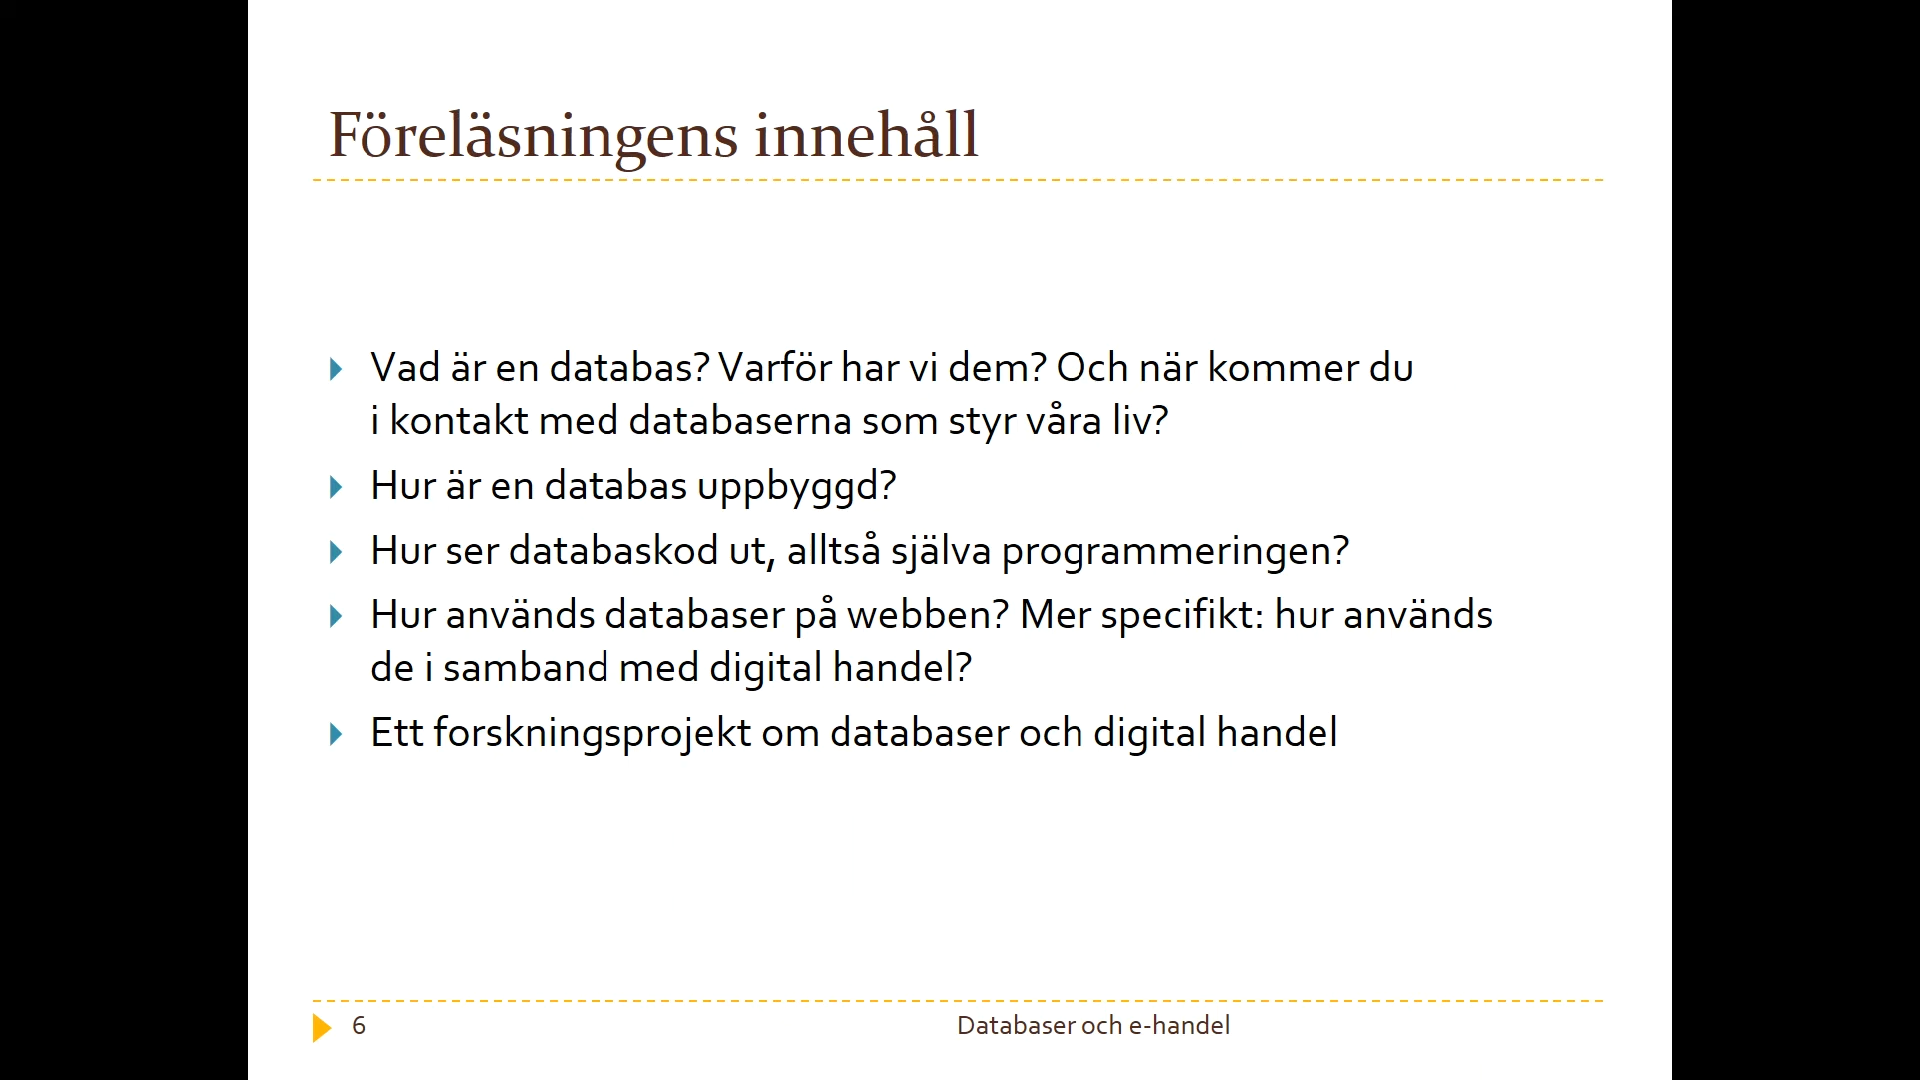 Föreläsningens innehåll
Vad är en databas? Varför har vi dem? Och när kommer du
i kontakt med databaserna som styr våra liv?
Hur är en databas uppbyggd?
Hur ser databaskod ut, alltså själva programmeringen?
Hur används databaser på webben? Mer specifikt: hur används
de i samband med digital handel?
Ett forskningsprojekt om databaser och digital handel
6
Databaser och e-handel